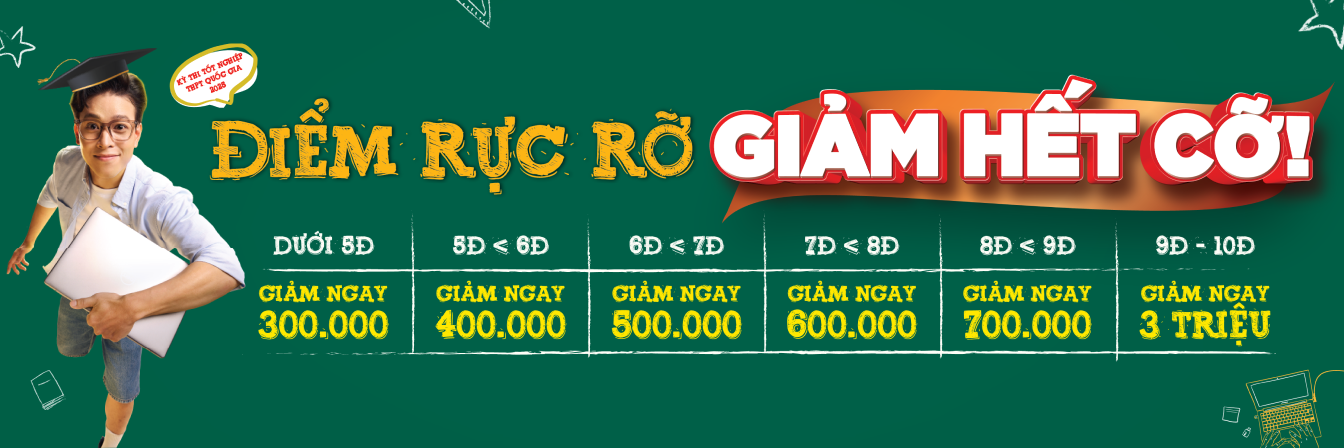 KỲ THI TỐT NGHIỆP
THPT QUỐC GIA
2025
ĐIỂM RỰC RỠ GIẢM HẾT CỠ!
DƯỚI 5Đ
5Đ < 6Đ
6Đ < 7Đ
7Đ < 8Đ
8Đ < 9Đ
9Đ - 10Đ
GIẢM NGAY
300.000
GIẢM NGAY
400.000
GIẢM NGAY
500.000
GIẢM NGAY
600.000
GIẢM NGAY
700.000
GIẢM NGAY
3 TRIỆU